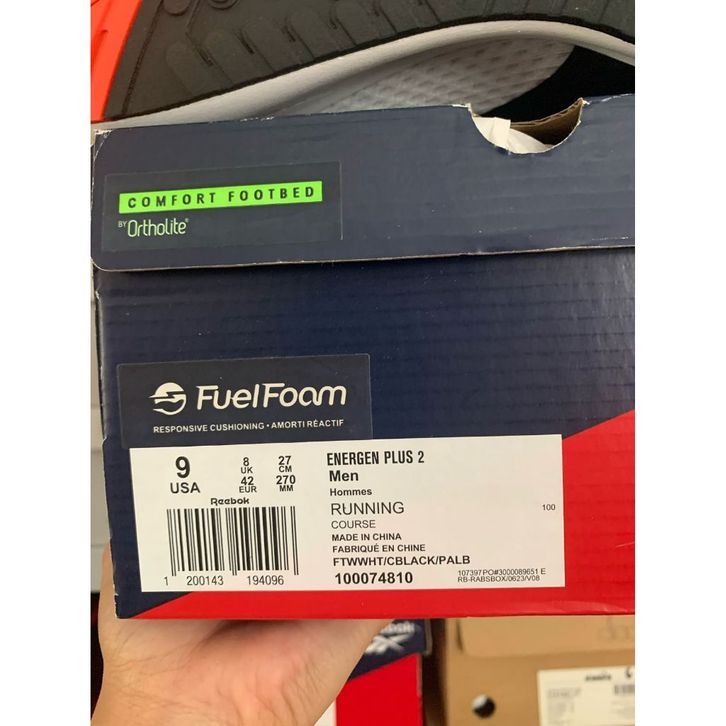 COMFORT FOOTBED
BY Ortholite®
FuelFoam
RESPONSIVE CUSHIONING • AMORTI RÉACTIF
9
USA
8
UK
27
CM
42
EUR
270
MM
Reebok
1 200143 194096
ENERGEN PLUS 2
Men
Hommes
RUNNING
COURSE
100
MADE IN CHINA
FABRIQUÉ EN CHINE
FTWWHT/CBLACK/PALB
100074810
107397 PO#3000089651 E
RB-RABSBOX/0623/V08